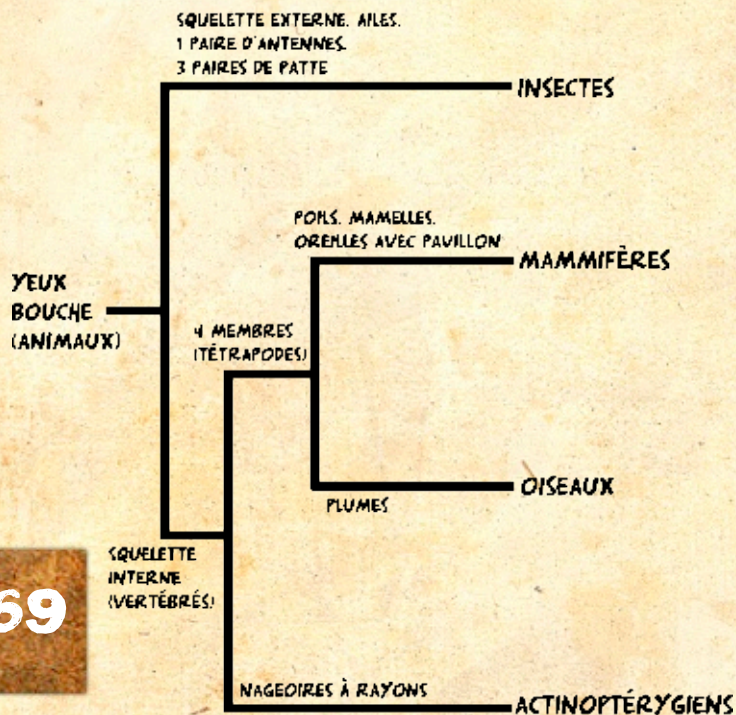 SQUELETTE EXTERNE, AILES,
1 PAIRE D'ANTENNES,
3 PAIRES DE PATTE
INSECTES
POILS, MAMELLES,
OREILLES AVEC PAVILLON
MAMMIFÈRES
YEUX
BOUCHE
(ANIMAUX)
4 MEMBRES
(TÉTRAPODES)
OISEAUX
PLUMES
SQUELETTE
INTERNE
(VERTÉBRÉS)
69
NAGEOIRES À RAYONS
ACTINOPTÉRYGIENS